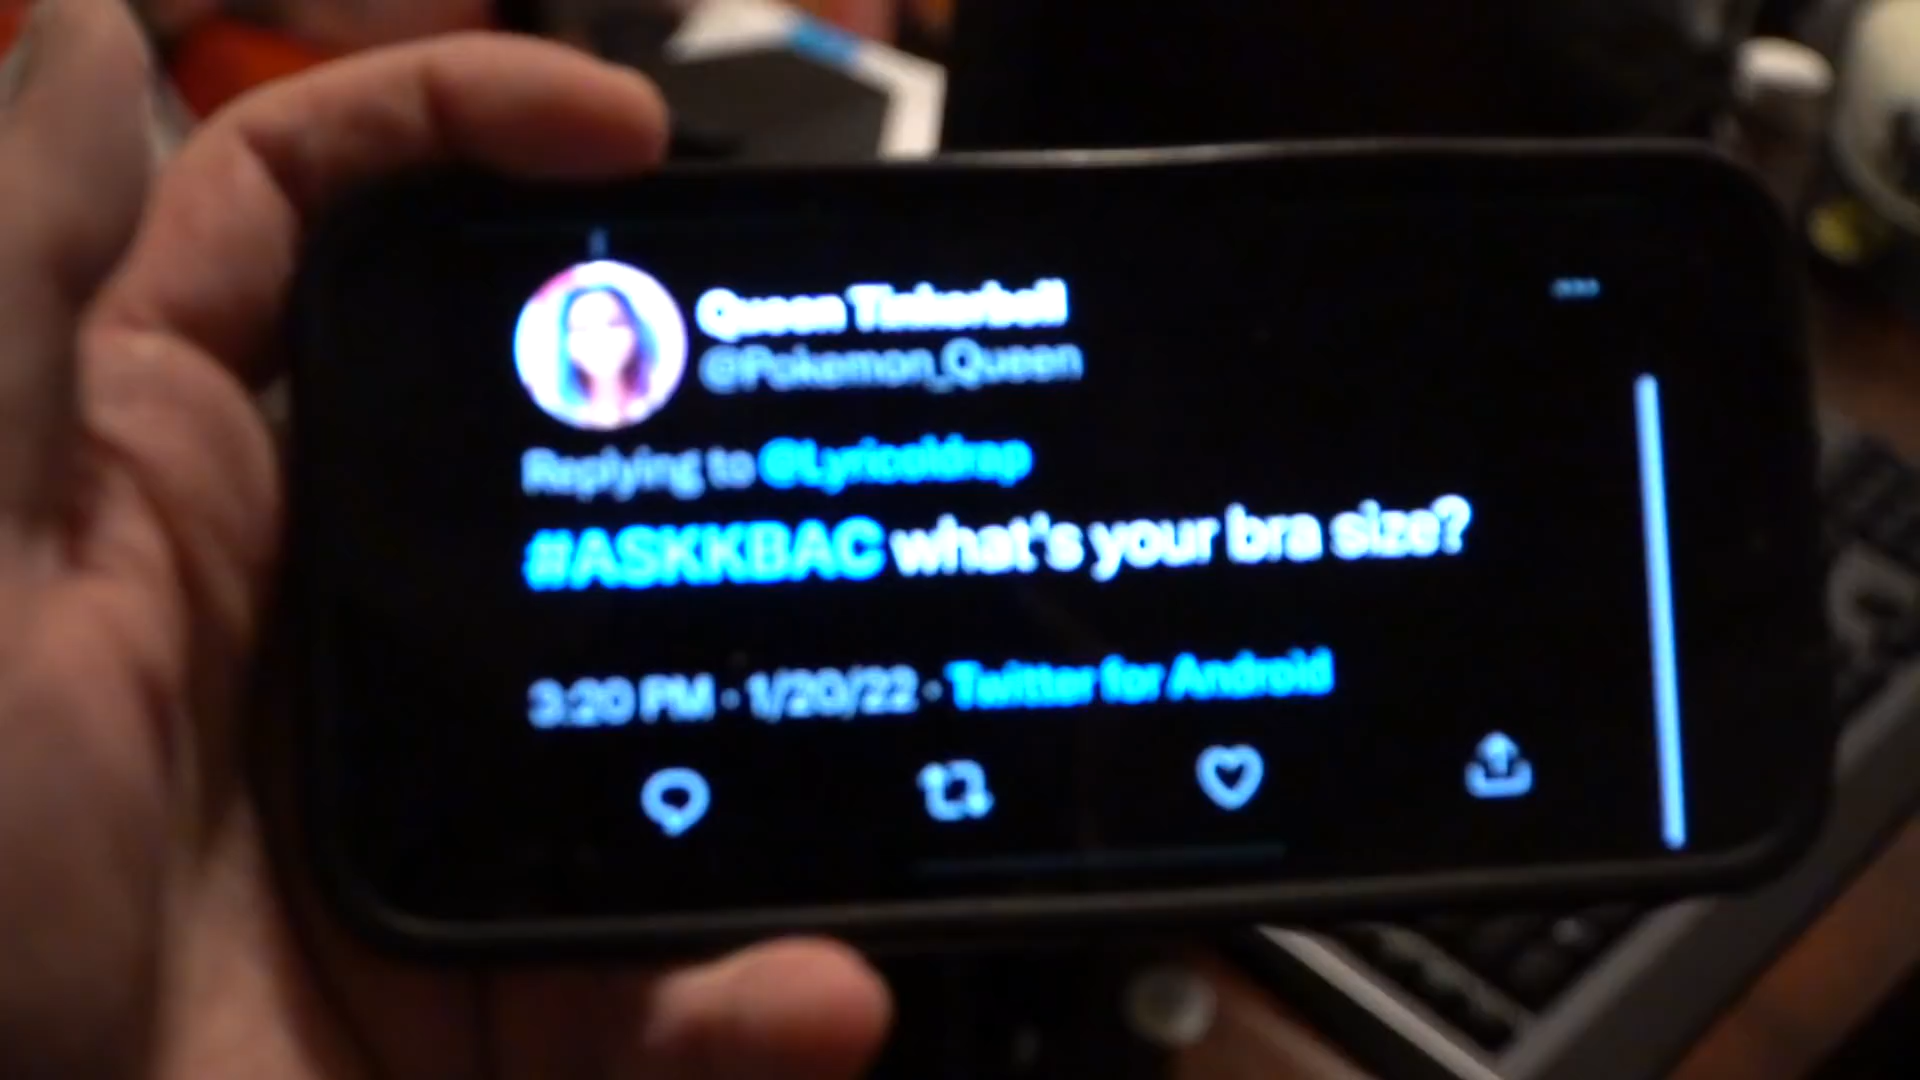 Queen Tinkerbell
@Pokemon_Queen
Replying to @Lyricoldrap
#ASKKBAC what's your bra size?
3:20 PM · 1/20/22 · Twitter for Android